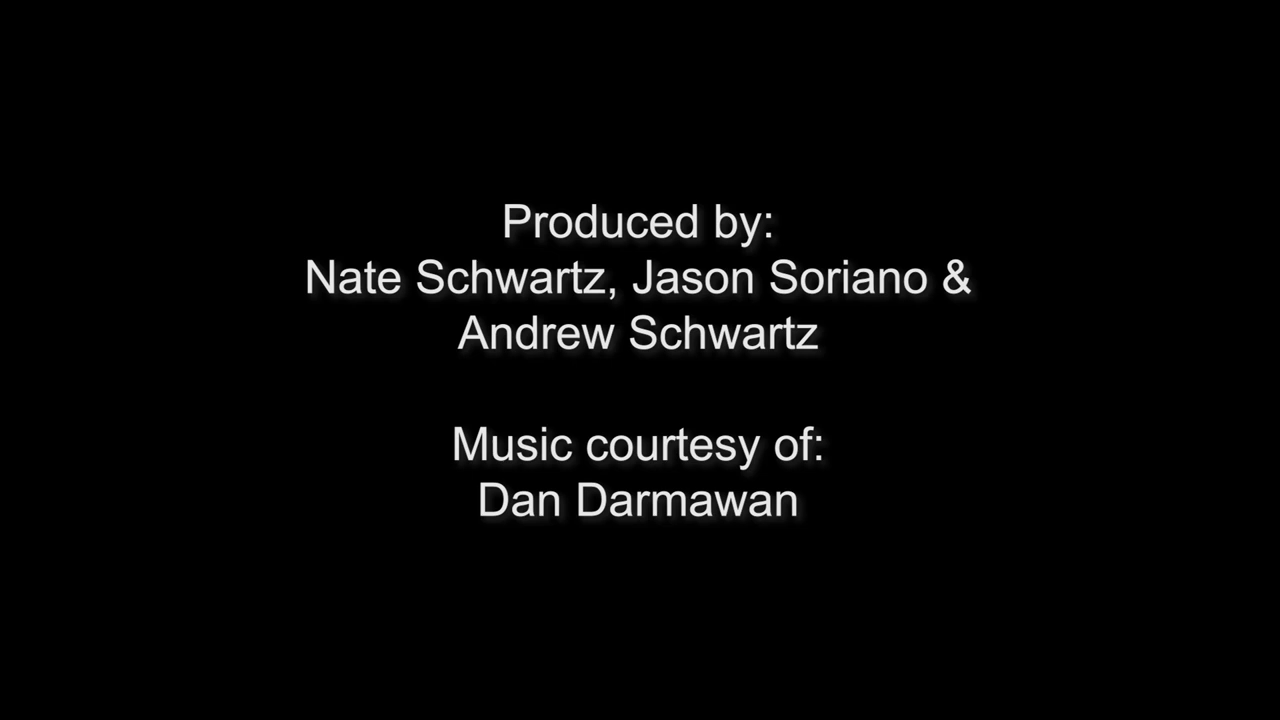 Produced by:
Nate Schwartz, Jason Soriano &
Andrew Schwartz
Music courtesy of:
Dan Darmawan